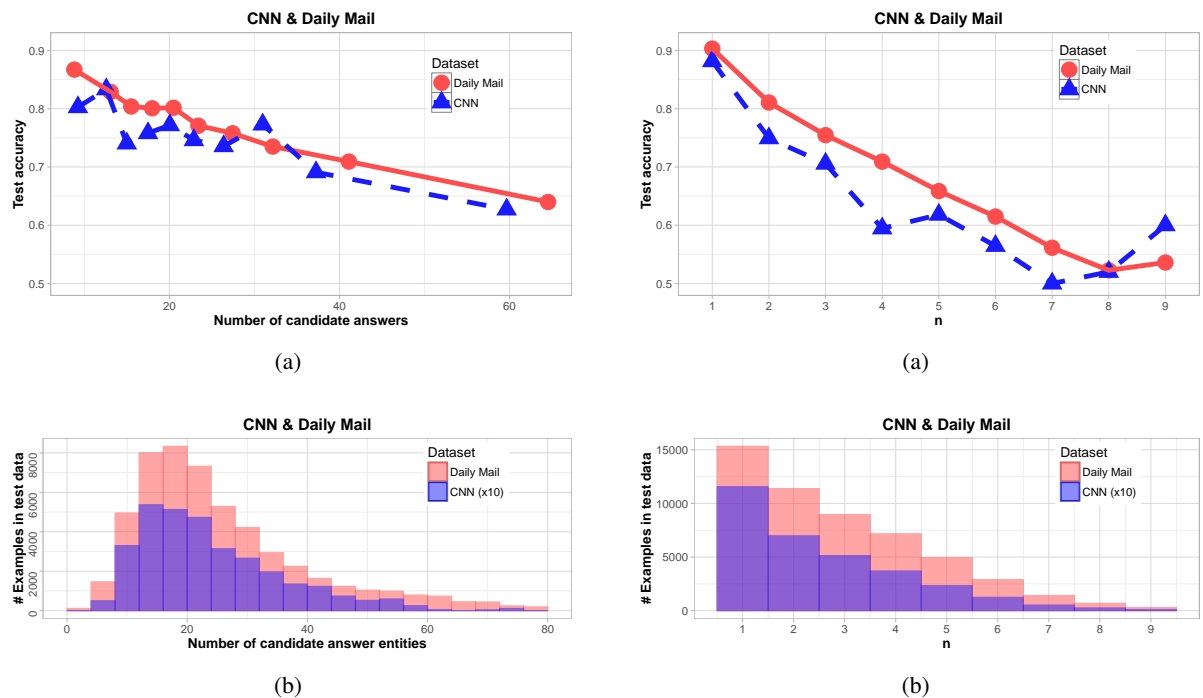 CNN & Daily Mail
0.9
0.8
0.7
0.6
0.5
Test accuracy
Dataset
Daily Mail
CNN
20
40
60
Number of candidate answers
(a)
CNN & Daily Mail
0.9
0.8
0.7
0.6
0.5
Test accuracy
Dataset
Daily Mail
CNN
1 2 3 4 5 6 7 8 9
n
(a)
CNN & Daily Mail
8000
6000
4000
2000
0
# Examples in test data
Dataset
Daily Mail
CNN (x10)
0 20 40 60 80
Number of candidate answer entities
(b)
CNN & Daily Mail
15000
10000
5000
0
# Examples in test data
Dataset
Daily Mail
CNN (x10)
1 2 3 4 5 6 7 8 9
n
(b)